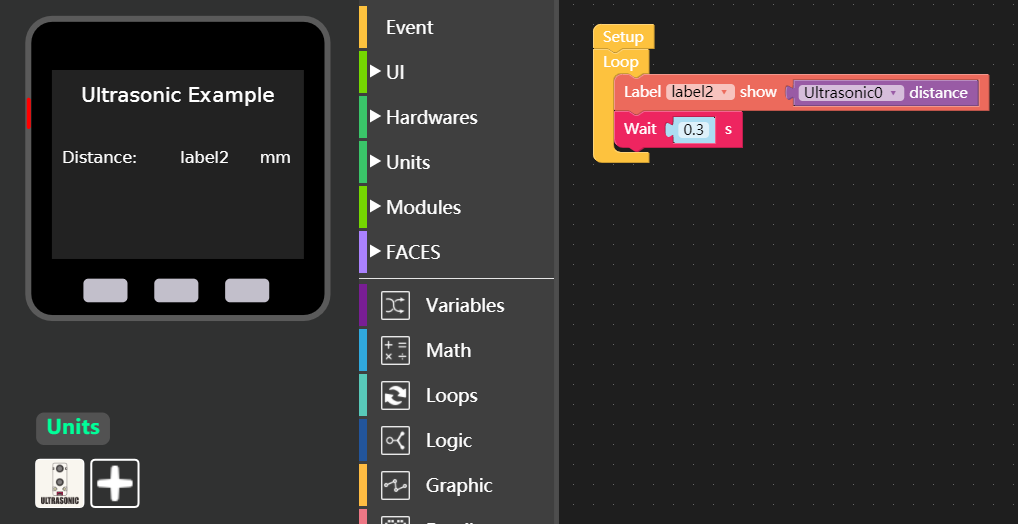 Ultrasonic Example
Distance: label2 mm
Units
ULTRASONIC
Event
UI
Hardwares
Units
Modules
FACES
Variables
Math
Loops
Logic
Graphic
Setup
Loop
Label label2 show Ultrasonic0 distance
Wait 0.3 s